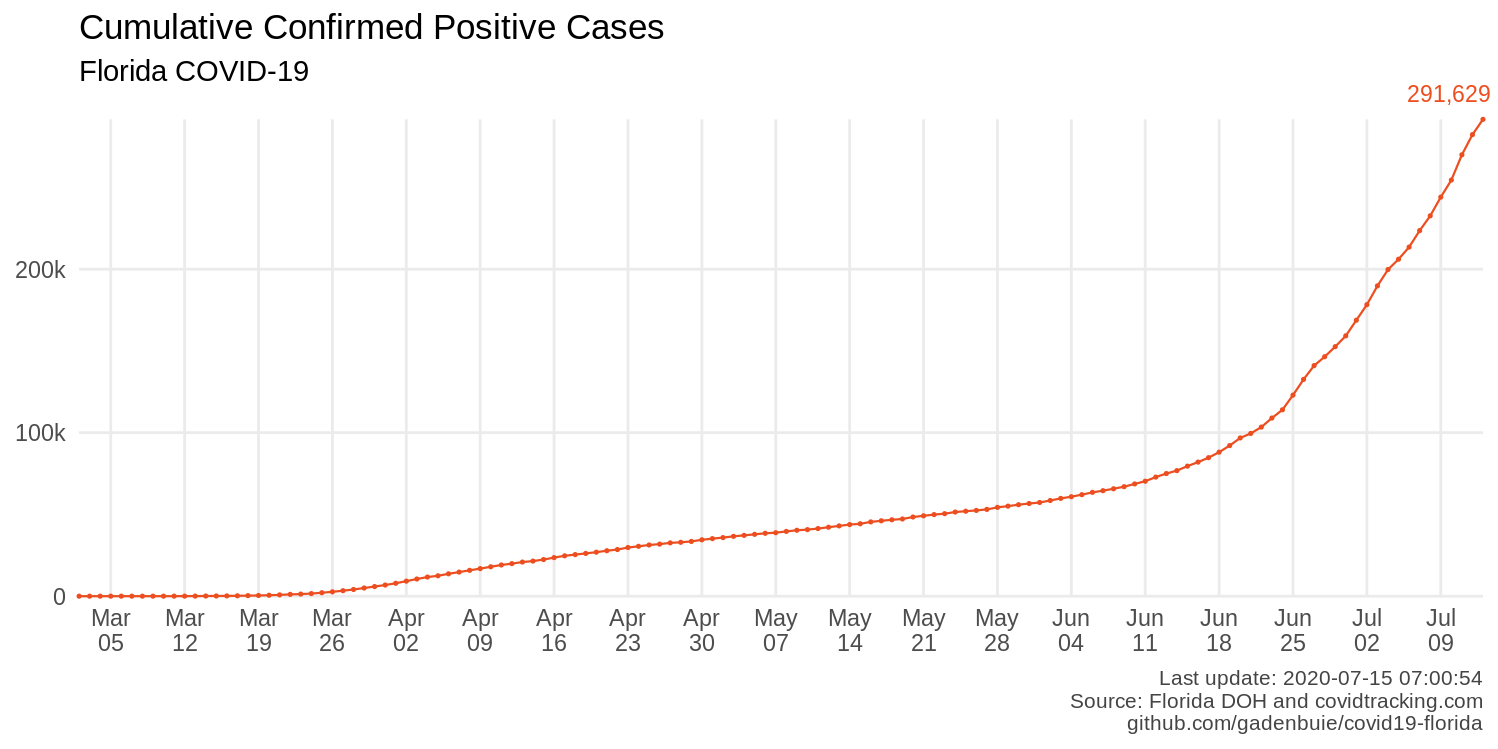 Cumulative Confirmed Positive Cases
Florida COVID-19
291,629
200k
100k
0
Mar Mar Mar Mar Apr Apr Apr Apr Apr May May May May Jun Jun Jun Jun Jul Jul
05 12 19 26 02 09 16 23 30 07 14 21 28 04 11 18 25 02 09
Last update: 2020-07-15 07:00:54
Source: Florida DOH and covidtracking.com
github.com/gadenbuie/covid19-florida